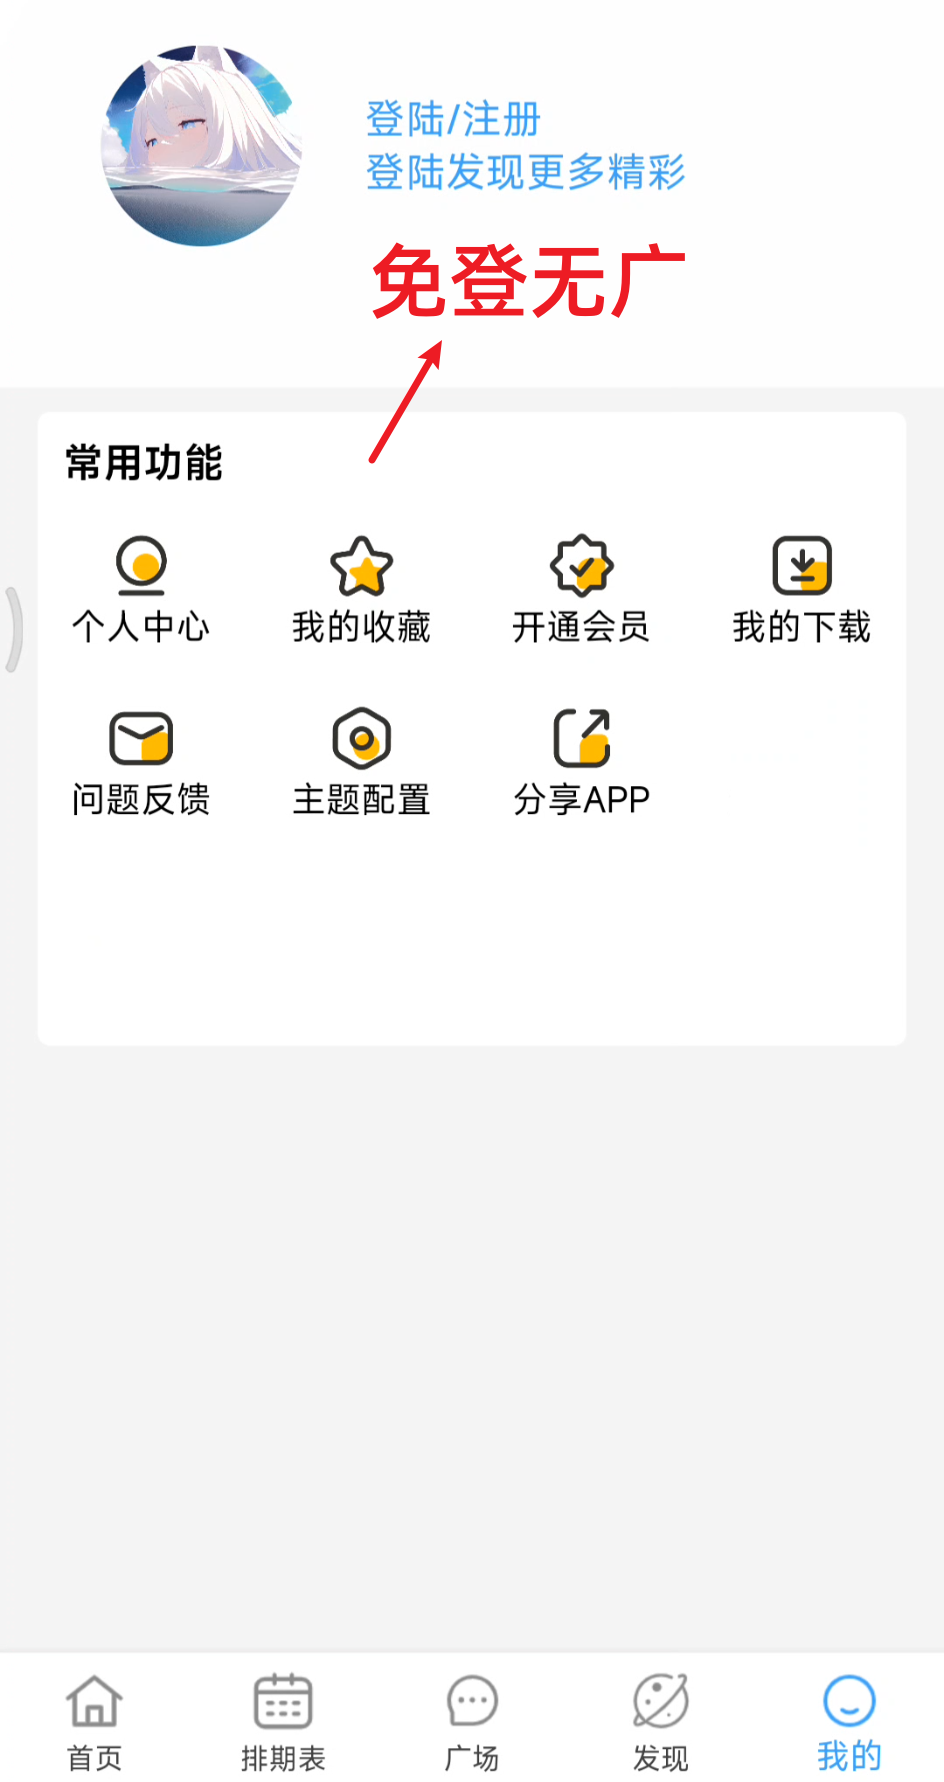 登陆/注册
登陆发现更多精彩
免登无广
常用功能
个人中心 我的收藏 开通会员 我的下载
问题反馈 主题配置 分享APP
首页 排期表 广场 发现 我的